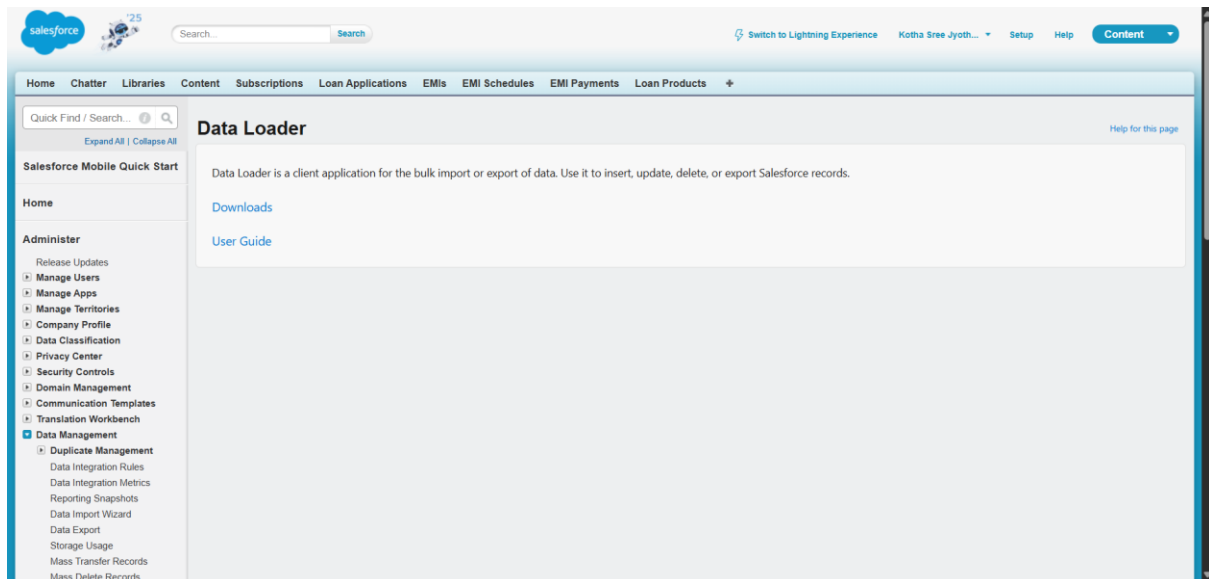 salesforce
'25
Search...
Search
Switch to Lightning Experience
Kotha Sree Jyoth...
Setup
Help
Content
Home Chatter Libraries Content Subscriptions Loan Applications EMIs EMI Schedules EMI Payments Loan Products +
Quick Find / Search...
Expand All | Collapse All
Salesforce Mobile Quick Start
Home
Administer
Release Updates
Manage Users
Manage Apps
Manage Territories
Company Profile
Data Classification
Privacy Center
Security Controls
Domain Management
Communication Templates
Translation Workbench
Data Management
Duplicate Management
Data Integration Rules
Data Integration Metrics
Reporting Snapshots
Data Import Wizard
Data Export
Storage Usage
Mass Transfer Records
Mass Delete Records
Data Loader
Help for this page
Data Loader is a client application for the bulk import or export of data. Use it to insert, update, delete, or export Salesforce records.
Downloads
User Guide